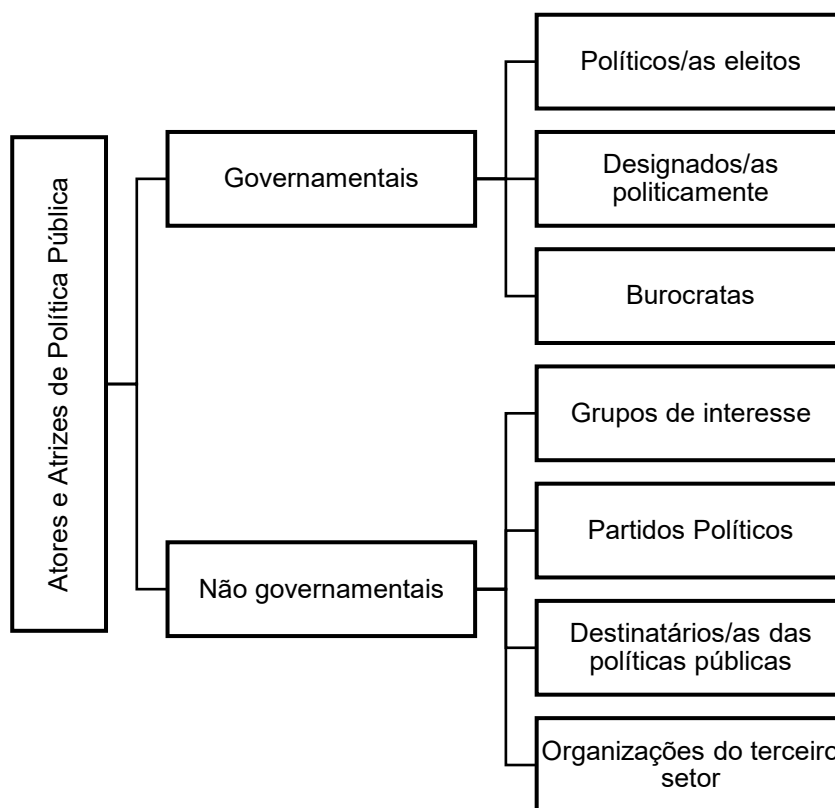 Atores e Atrizes de Política Pública
Governamentais
Políticos/as eleitos
Designados/as
politicamente
Burocratas
Não governamentais
Grupos de interesse
Partidos Políticos
Destinatários/as das
políticas públicas
Organizações do terceiro
setor